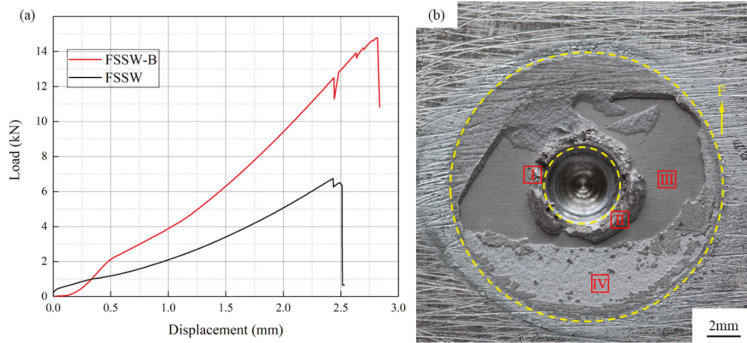 (a)
Load (kN)
14
12
10
8
6
4
2
0
FSSW-B
FSSW
0.0 0.5 1.0 1.5 2.0 2.5 3.0
Displacement (mm)
(b)
F
I
III
II
IV
2mm